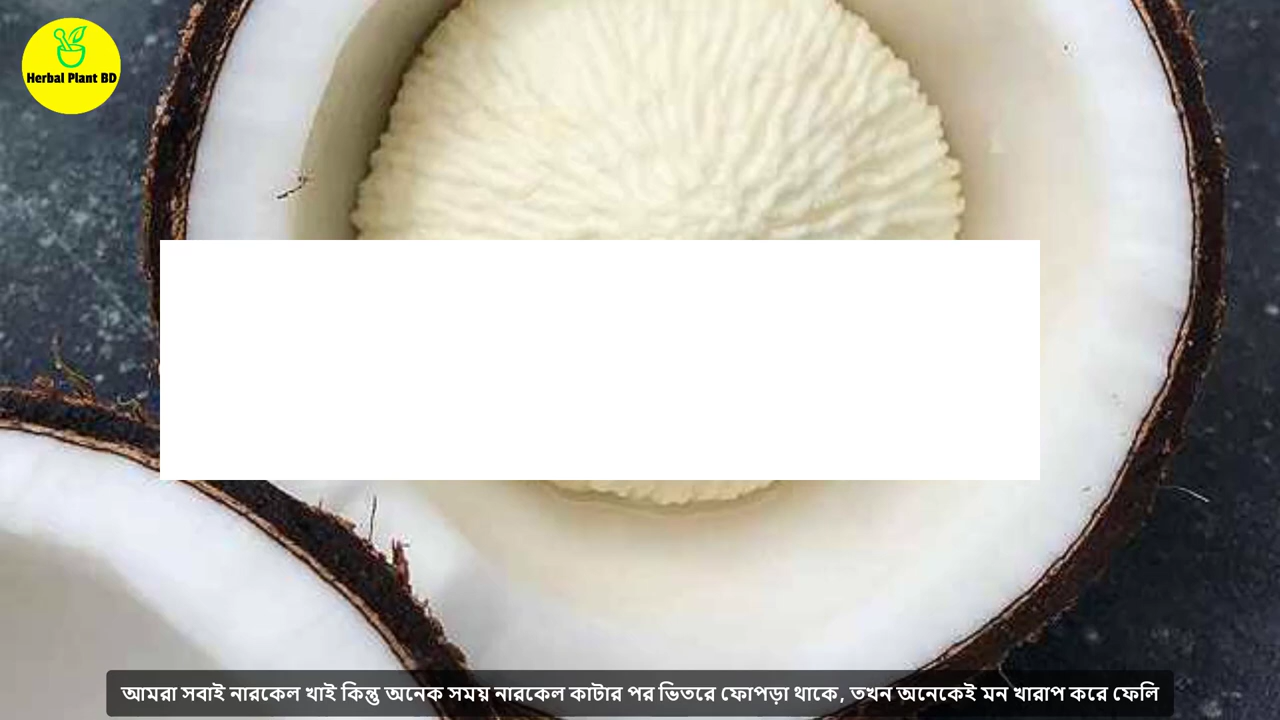 Herbal Plant BD
আমরা সবাই নারকেল খাই কিন্তু অনেক সময় নারকেল কাটার পর ভিতরে ফোপড়া থাকে, তখন অনেকেই মন খারাপ করে ফেলি